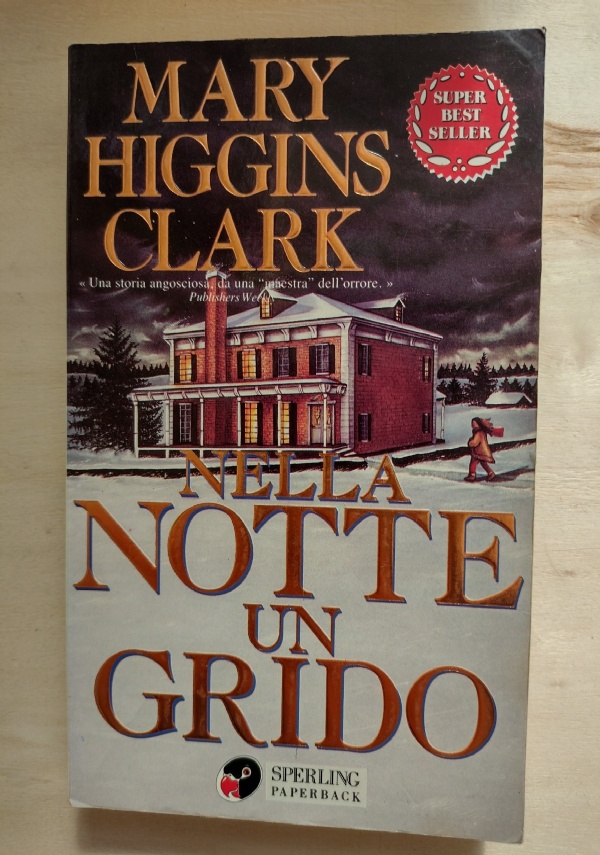 MARY
HIGGINS
CLARK
SUPER
BEST
SELLER
« Una storia angosciosa, da una “maestra” dell'orrore. »
Publishers Weekly
NELLA
NOTTE
UN
GRIDO
SPERLING
PAPERBACK